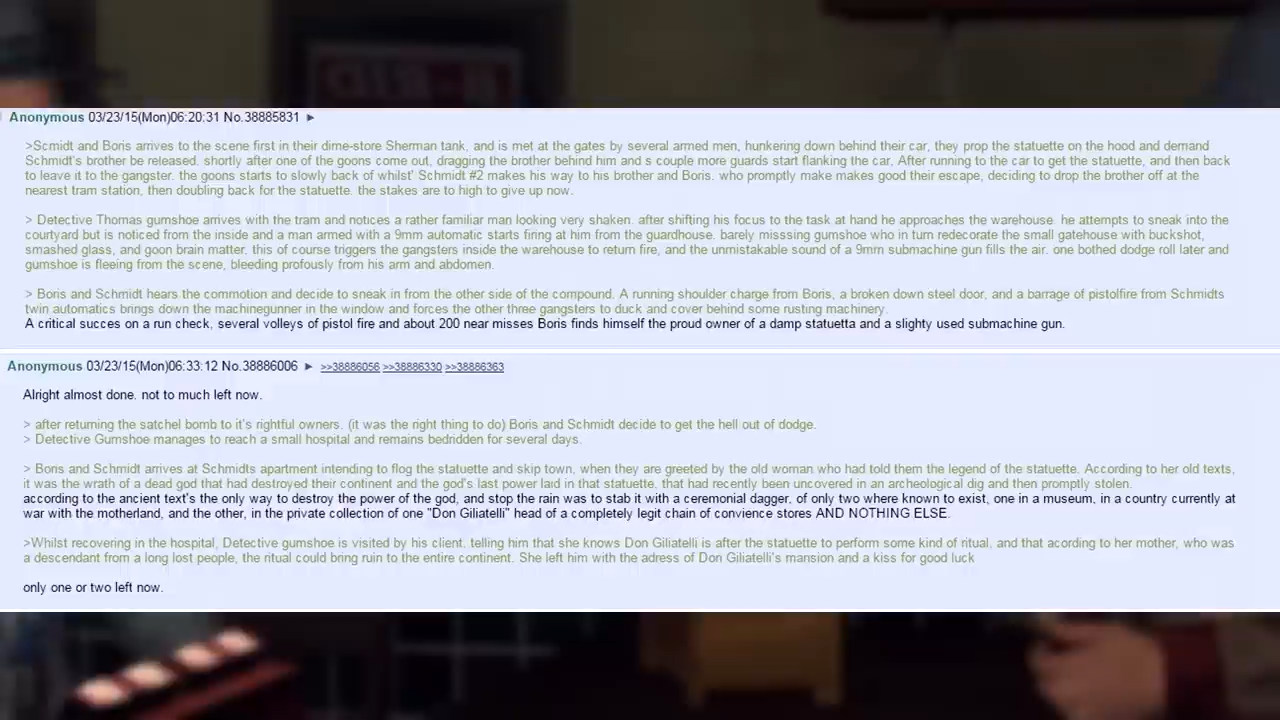 Anonymous 03/23/15(Mon)06:20:31 No.38885831 ►
>Scmidt and Boris arrives to the scene first in their dime-store Sherman tank, and is met at the gates by several armed men, hunkering down behind their car, they prop the statuette on the hood and demand
Schmidt's brother be released. shortly after one of the goons come out, dragging the brother behind him and s couple more guards start flanking the car, After running to the car to get the statuette, and then back
to leave it to the gangster. the goons starts to slowly back of whilst' Schmidt #2 makes his way to his brother and Boris. who promptly make makes good their escape, deciding to drop the brother off at the
nearest tram station, then doubling back for the statuette. the stakes are to high to give up now.
> Detective Thomas gumshoe arrives with the tram and notices a rather familiar man looking very shaken. after shifting his focus to the task at hand he approaches the warehouse. he attempts to sneak into the
courtyard but is noticed from the inside and a man armed with a 9mm automatic starts firing at him from the guardhouse. barely misssing gumshoe who in turn redecorate the small gatehouse with buckshot,
smashed glass, and goon brain matter. this of course triggers the gangsters inside the warehouse to return fire, and the unmistakable sound of a 9mm submachine gun fills the air. one bothed dodge roll later and
gumshoe is fleeing from the scene, bleeding profously from his arm and abdomen.
> Boris and Schmidt hears the commotion and decide to sneak in from the other side of the compound. A running shoulder charge from Boris, a broken down steel door, and a barrage of pistolfire from Schmidts
twin automatics brings down the machinegunner in the window and forces the other three gangsters to duck and cover behind some rusting machinery.
A critical succes on a run check, several volleys of pistol fire and about 200 near misses Boris finds himself the proud owner of a damp statuetta and a slighty used submachine gun.
Anonymous 03/23/15(Mon)06:33:12 No.38886006 ► >>38886056 >>38886330 >>38886363
Alright almost done. not to much left now.
> after returning the satchel bomb to it's rightful owners. (it was the right thing to do) Boris and Schmidt decide to get the hell out of dodge.
> Detective Gumshoe manages to reach a small hospital and remains bedridden for several days.
> Boris and Schmidt arrives at Schmidts apartment intending to flog the statuette and skip town, when they are greeted by the old woman who had told them the legend of the statuette. According to her old texts,
it was the wrath of a dead god that had destroyed their continent and the god's last power laid in that statuette. that had recently been uncovered in an archeological dig and then promptly stolen.
according to the ancient text's the only way to destroy the power of the god, and stop the rain was to stab it with a ceremonial dagger. of only two where known to exist, one in a museum, in a country currently at
war with the motherland, and the other, in the private collection of one "Don Giliatelli" head of a completely legit chain of convience stores AND NOTHING ELSE.
>Whilst recovering in the hospital, Detective gumshoe is visited by his client. telling him that she knows Don Giliatelli is after the statuette to perform some kind of ritual, and that acording to her mother, who was
a descendant from a long lost people, the ritual could bring ruin to the entire continent. She left him with the adress of Don Giliatelli's mansion and a kiss for good luck
only one or two left now.